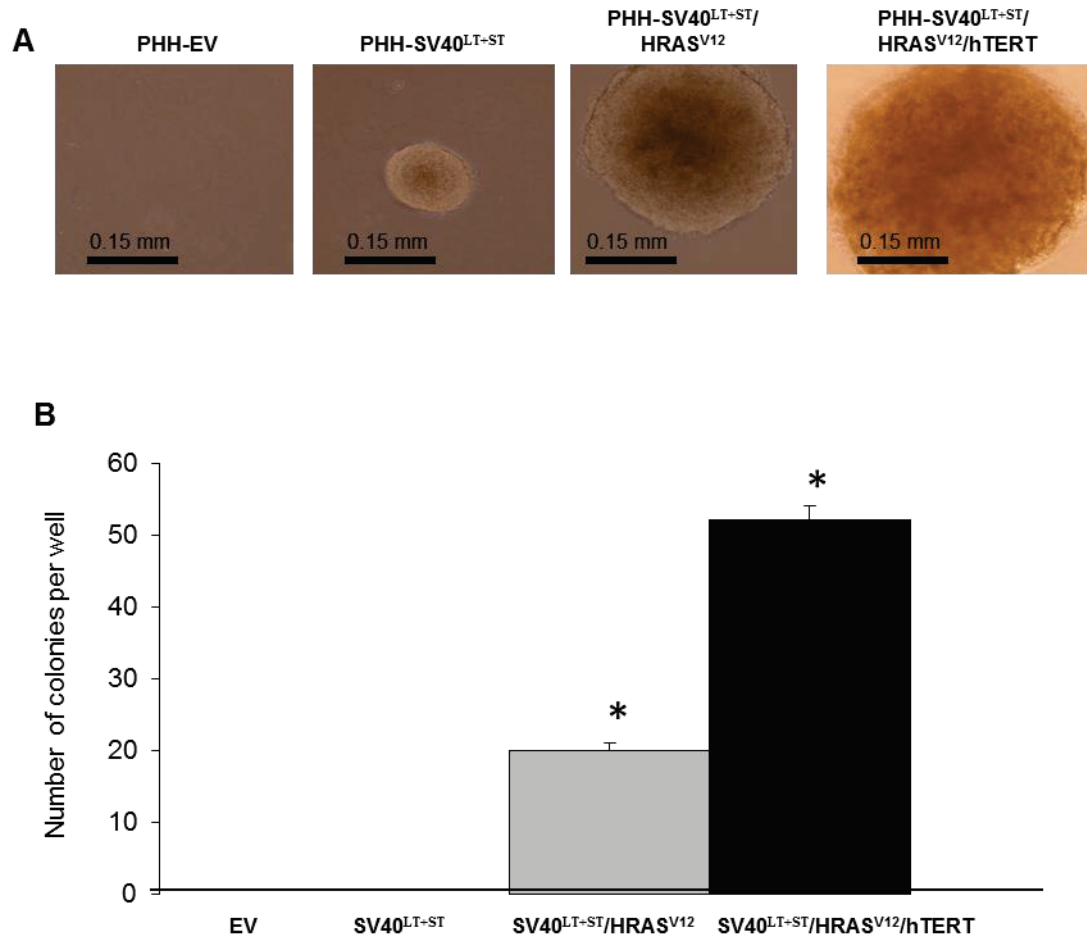 A
PHH-EV
PHH-SV40LT+ST
PHH-SV40LT+ST/
HRASV12
PHH-SV40LT+ST/
HRASV12/hTERT
0.15 mm
0.15 mm
0.15 mm
0.15 mm
B
Number of colonies per well
60
50
40
30
20
10
0
*
*
EV
SV40LT+ST
SV40LT+ST/HRASV12
SV40LT+ST/HRASV12/hTERT